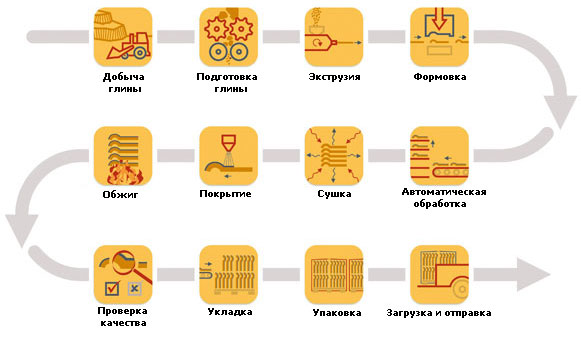 Добыча
глины
Подготовка
глины
Экструзия
Формовка
Обжиг
Покрытие
Сушка
Автоматическая
обработка
Проверка
качества
Укладка
Упаковка
Загрузка и отправка